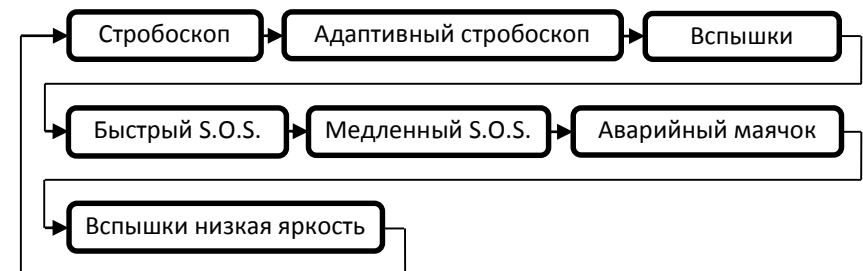 Стробоскоп Адаптивный стробоскоп Вспышки
Быстрый S.O.S. Медленный S.O.S. Аварийный маячок
Вспышки низкая яркость